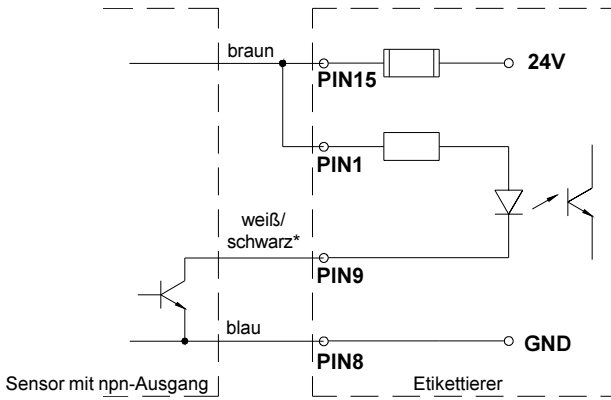 braun
24V
PIN15
PIN1
weiß/
schwarz*
PIN9
blau
GND
PIN8
Sensor mit npn-Ausgang
Etikettierer